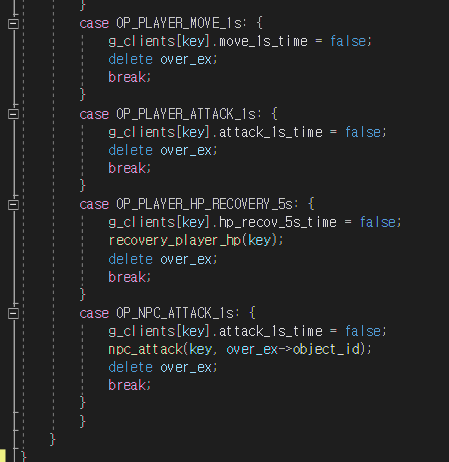 }
case OP_PLAYER_MOVE_1s: {
g_clients[key].move_1s_time = false;
delete over_ex;
break;
}
case OP_PLAYER_ATTACK_1s: {
g_clients[key].attack_1s_time = false;
delete over_ex;
break;
}
case OP_PLAYER_HP_RECOVERY_5s: {
g_clients[key].hp_recov_5s_time = false;
recovery_player_hp(key);
delete over_ex;
break;
}
case OP_NPC_ATTACK_1s: {
g_clients[key].attack_1s_time = false;
npc_attack(key, over_ex->object_id);
delete over_ex;
break;
}
}
}
}